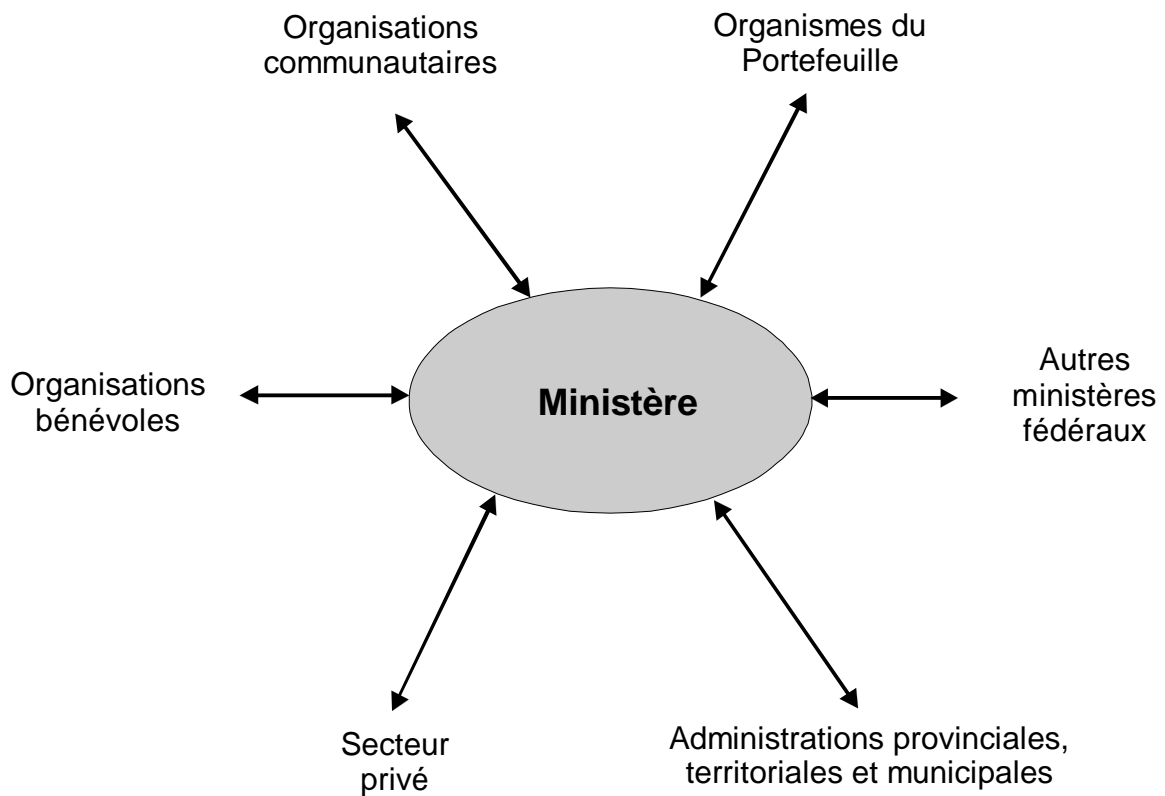 Organisations
communautaires
Organismes du
Portefeuille
Organisations
bénévoles
Ministère
Autres
ministères
fédéraux
Secteur
privé
Administrations provinciales,
territoriales et municipales